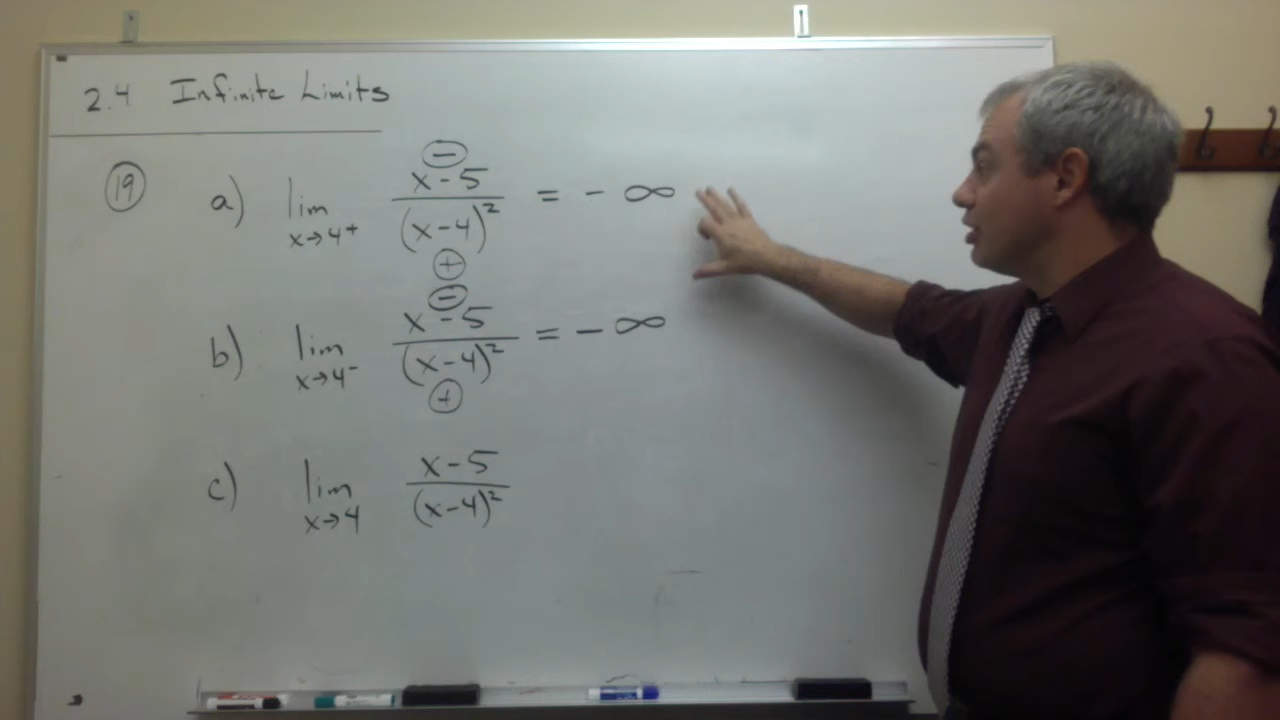 2.4 Infinite Limits
19 a) lim x→4⁺ (x-5)/(x-4)² = - ∞
⊖
⊕
b) lim x→4⁻ (x-5)/(x-4)² = - ∞
⊖
⊕
c) lim x→4 (x-5)/(x-4)²